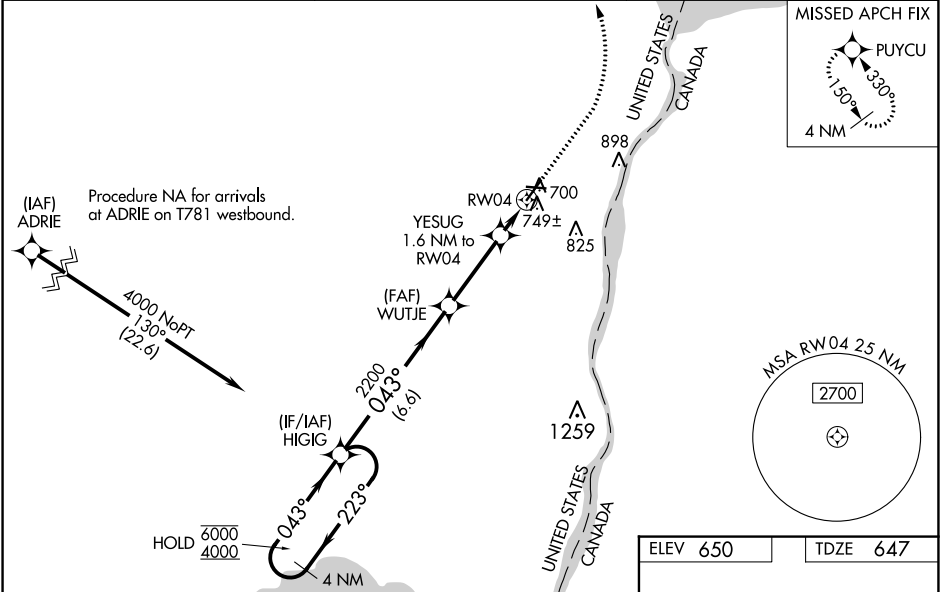 MISSED APCH FIX
PUYCU
330°
150°
4 NM
UNITED STATES
CANADA
898
(IAF)
ADRIE
Procedure NA for arrivals
at ADRIE on T781 westbound.
RW04
700
749±
825
YESUG
1.6 NM to
RW04
(FAF)
WUTJE
4000 NoPT
130°
(22.6)
2200
043°
(6.6)
MSA RW04 25 NM
2700
(IF/IAF)
HIGIG
1259
043°
223°
HOLD 6000
4000
4 NM
UNITED STATES
CANADA
ELEV 650
TDZE 647